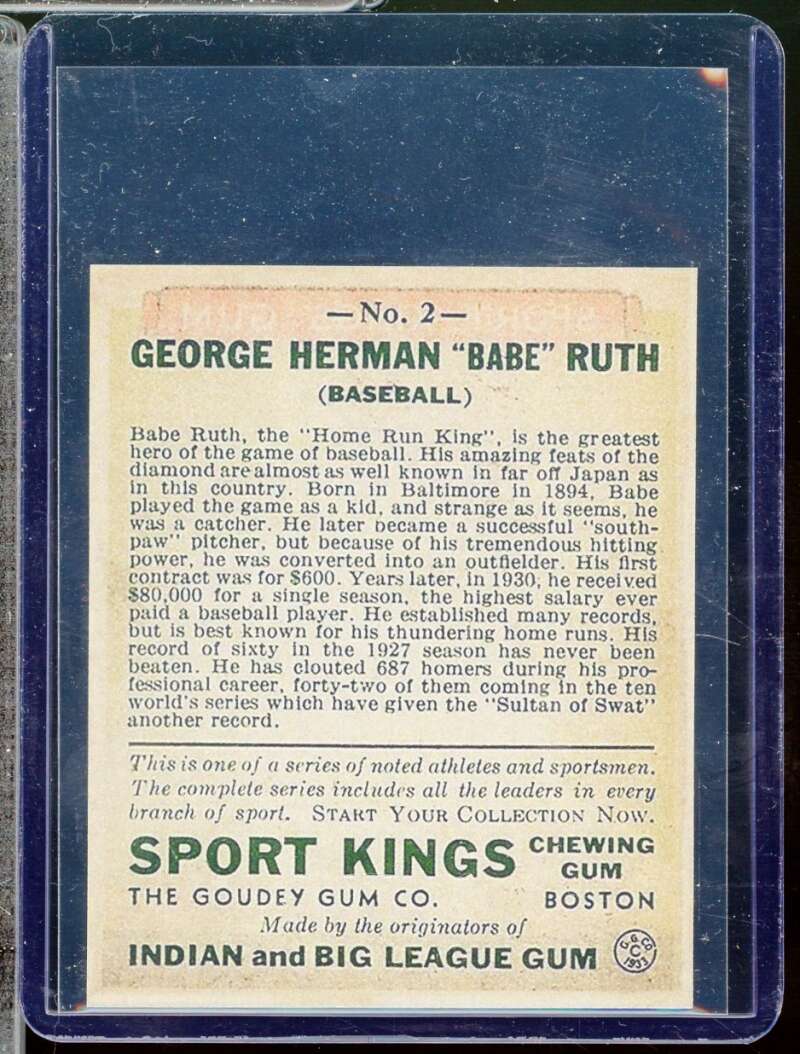 —No. 2—
GEORGE HERMAN "BABE" RUTH
(BASEBALL)
Babe Ruth, the "Home Run King", is the greatest
hero of the game of baseball. His amazing feats of the
diamond are almost as well known in far off Japan as
in this country. Born in Baltimore in 1894, Babe
played the game as a kid, and strange as it seems, he
was a catcher. He later became a successful "south-
paw" pitcher, but because of his tremendous hitting
power, he was converted into an outfielder. His first
contract was for $600. Years later, in 1930, he received
$80,000 for a single season, the highest salary ever
paid a baseball player. He established many records,
but is best known for his thundering home runs. His
record of sixty in the 1927 season has never been
beaten. He has clouted 687 homers during his pro-
fessional career, forty-two of them coming in the ten
world's series which have given the "Sultan of Swat"
another record.
This is one of a series of noted athletes and sportsmen.
The complete series includes all the leaders in every
branch of sport. START YOUR COLLECTION NOW.
SPORT KINGS CHEWING GUM
THE GOUDEY GUM CO. BOSTON
Made by the originators of
INDIAN and BIG LEAGUE GUM
G. G. CO.
C
1933